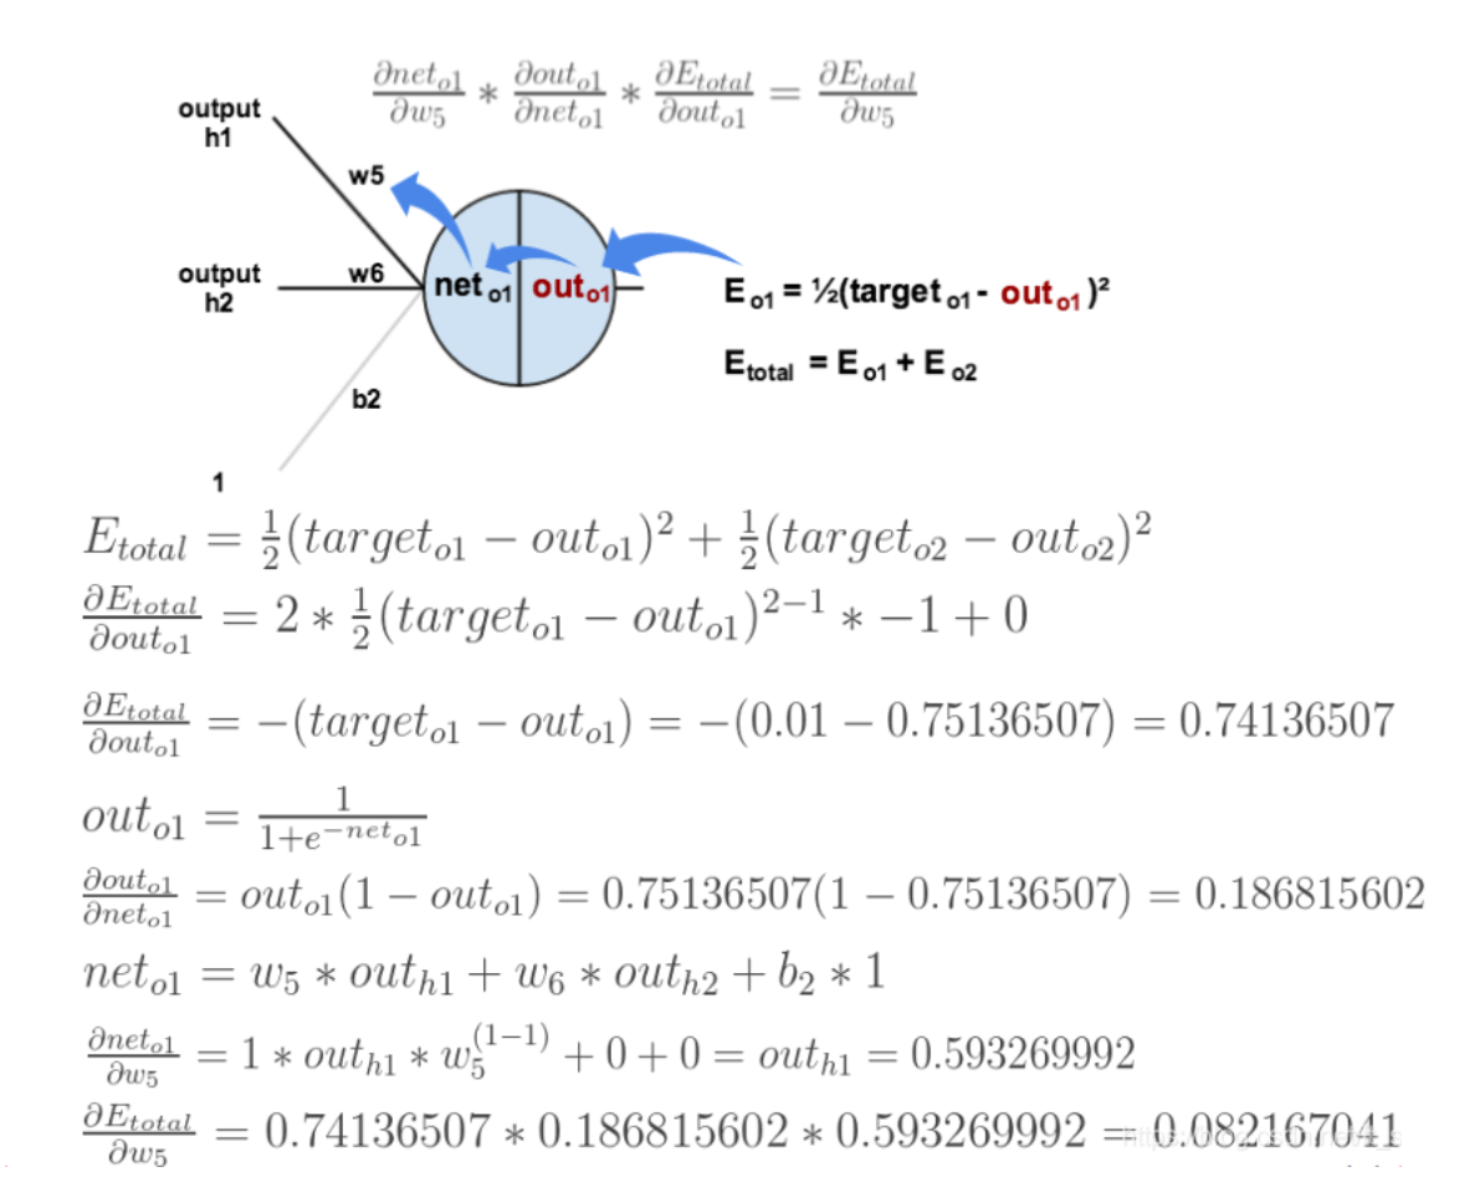 ∂net_o1/∂w5 * ∂out_o1/∂net_o1 * ∂E_total/∂out_o1 = ∂E_total/∂w5
output
h1
w5
output
h2
w6
net o1
out o1
E o1 = ½(target o1 - out o1)²
E total = E o1 + E o2
b2
1
E_total = 1/2(target_o1 − out_o1)² + 1/2(target_o2 − out_o2)²
∂E_total/∂out_o1 = 2 * 1/2(target_o1 − out_o1)^(2−1) * −1 + 0
∂E_total/∂out_o1 = −(target_o1 − out_o1) = −(0.01 − 0.75136507) = 0.74136507
out_o1 = 1/(1+e^(−net_o1))
∂out_o1/∂net_o1 = out_o1(1 − out_o1) = 0.75136507(1 − 0.75136507) = 0.186815602
net_o1 = w5 * out_h1 + w6 * out_h2 + b2 * 1
∂net_o1/∂w5 = 1 * out_h1 * w5^(1−1) + 0 + 0 = out_h1 = 0.593269992
∂E_total/∂w5 = 0.74136507 * 0.186815602 * 0.593269992 = 0.082167041